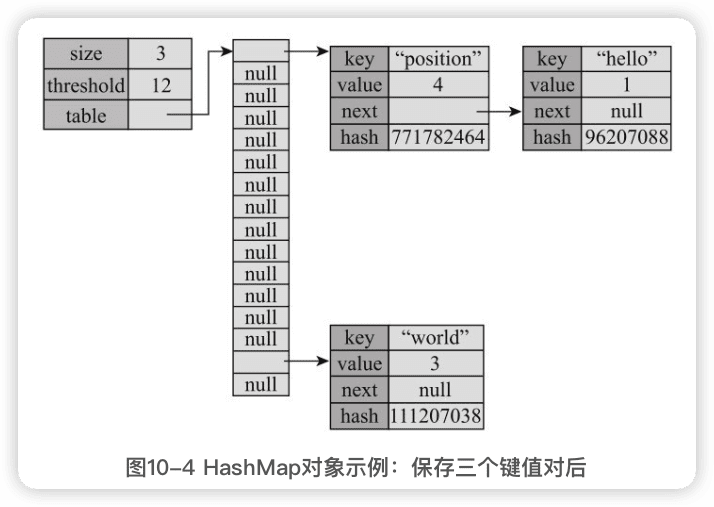 size 3
threshold 12
table
null
null
null
null
null
null
null
null
null
null
null
null
null
null
key “position”
value 4
next
hash 771782464
key “hello”
value 1
next null
hash 96207088
key “world”
value 3
next null
hash 111207038
图10-4 HashMap对象示例：保存三个键值对后